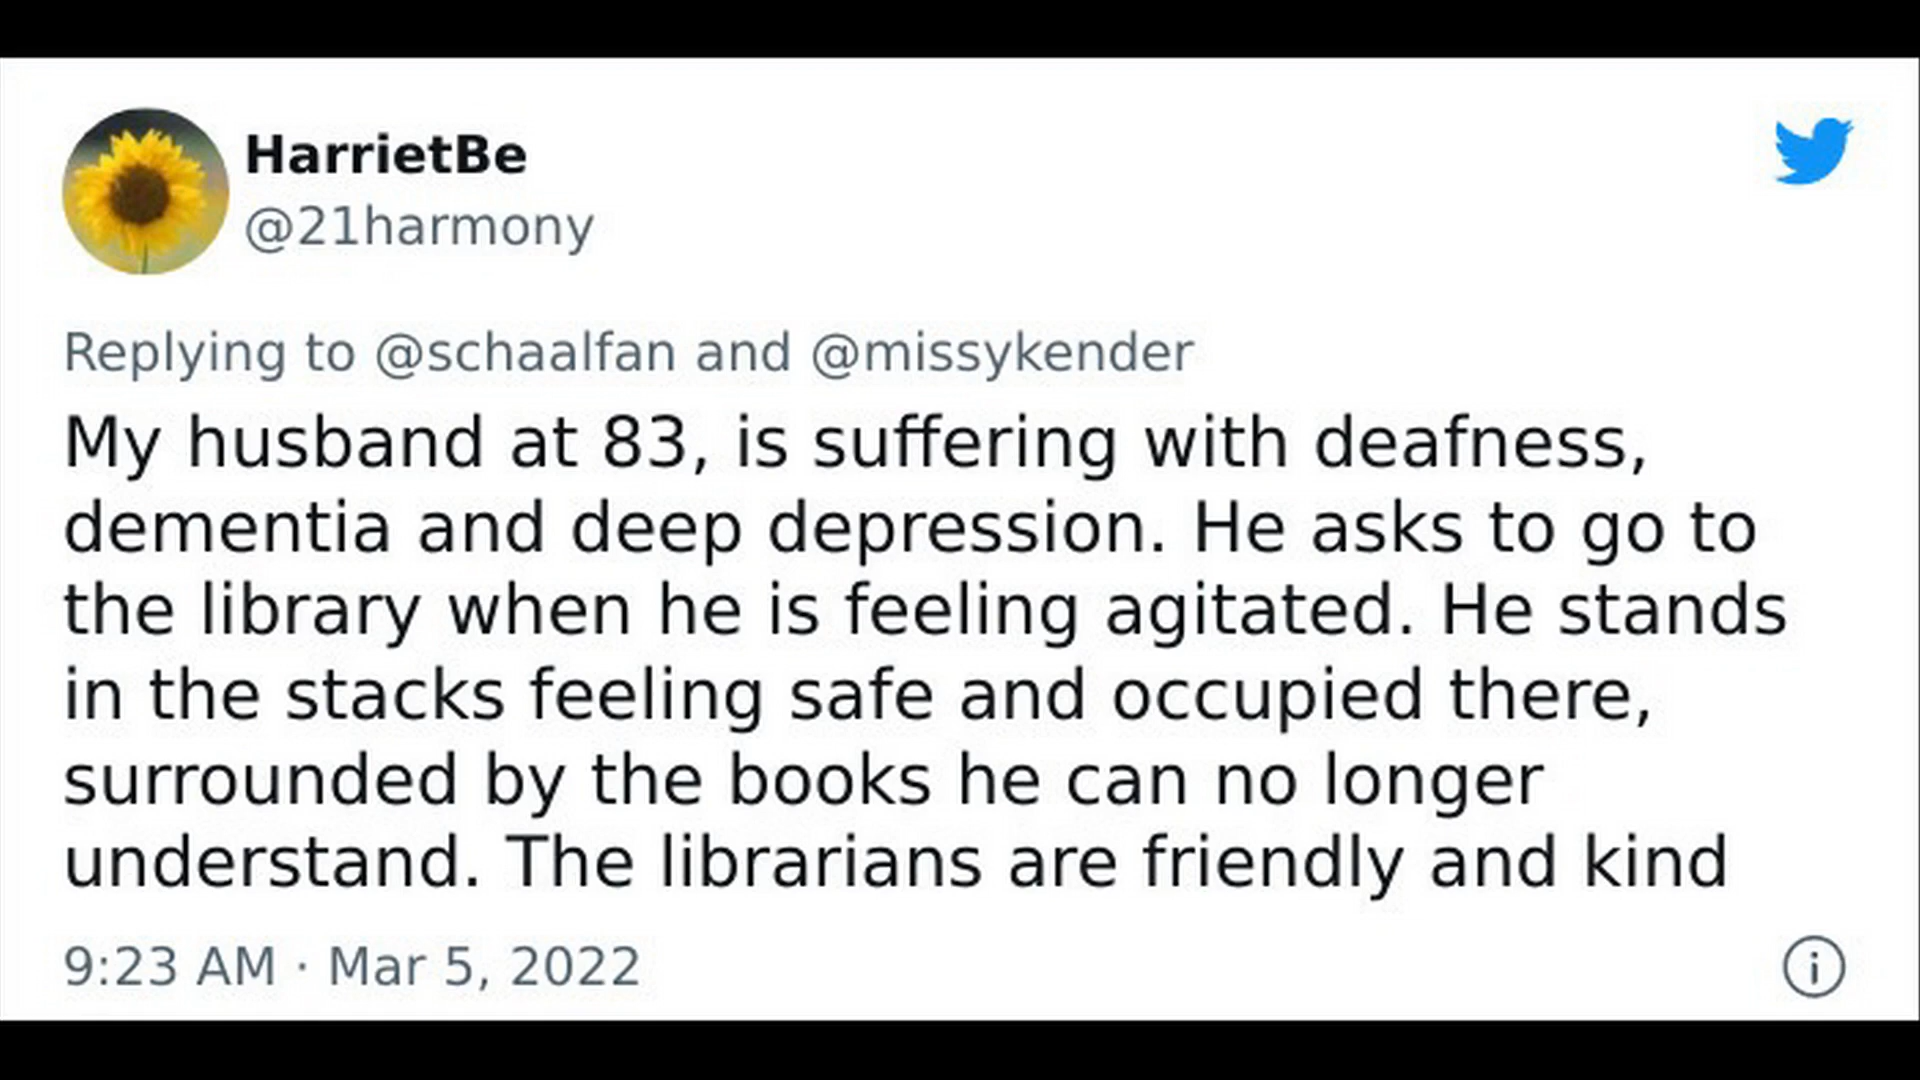 HarrietBe
@21harmony
Replying to @schaalfan and @missykender
My husband at 83, is suffering with deafness,
dementia and deep depression. He asks to go to
the library when he is feeling agitated. He stands
in the stacks feeling safe and occupied there,
surrounded by the books he can no longer
understand. The librarians are friendly and kind
9:23 AM · Mar 5, 2022